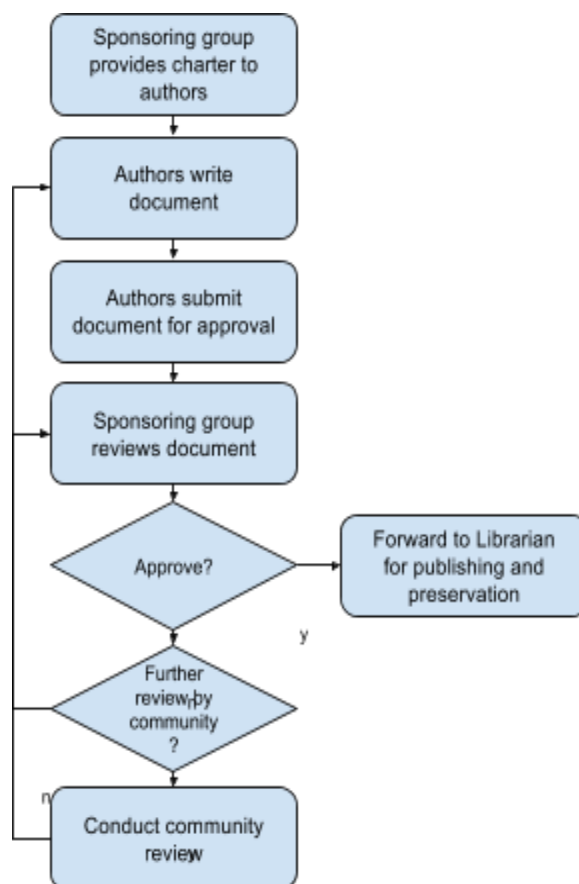 Sponsoring group
provides charter to
authors
Authors write
document
Authors submit
document for approval
Sponsoring group
reviews document
Approve?
Forward to Librarian
for publishing and
preservation
y
Further
review by
n
community
?
n
Conduct community
review
y